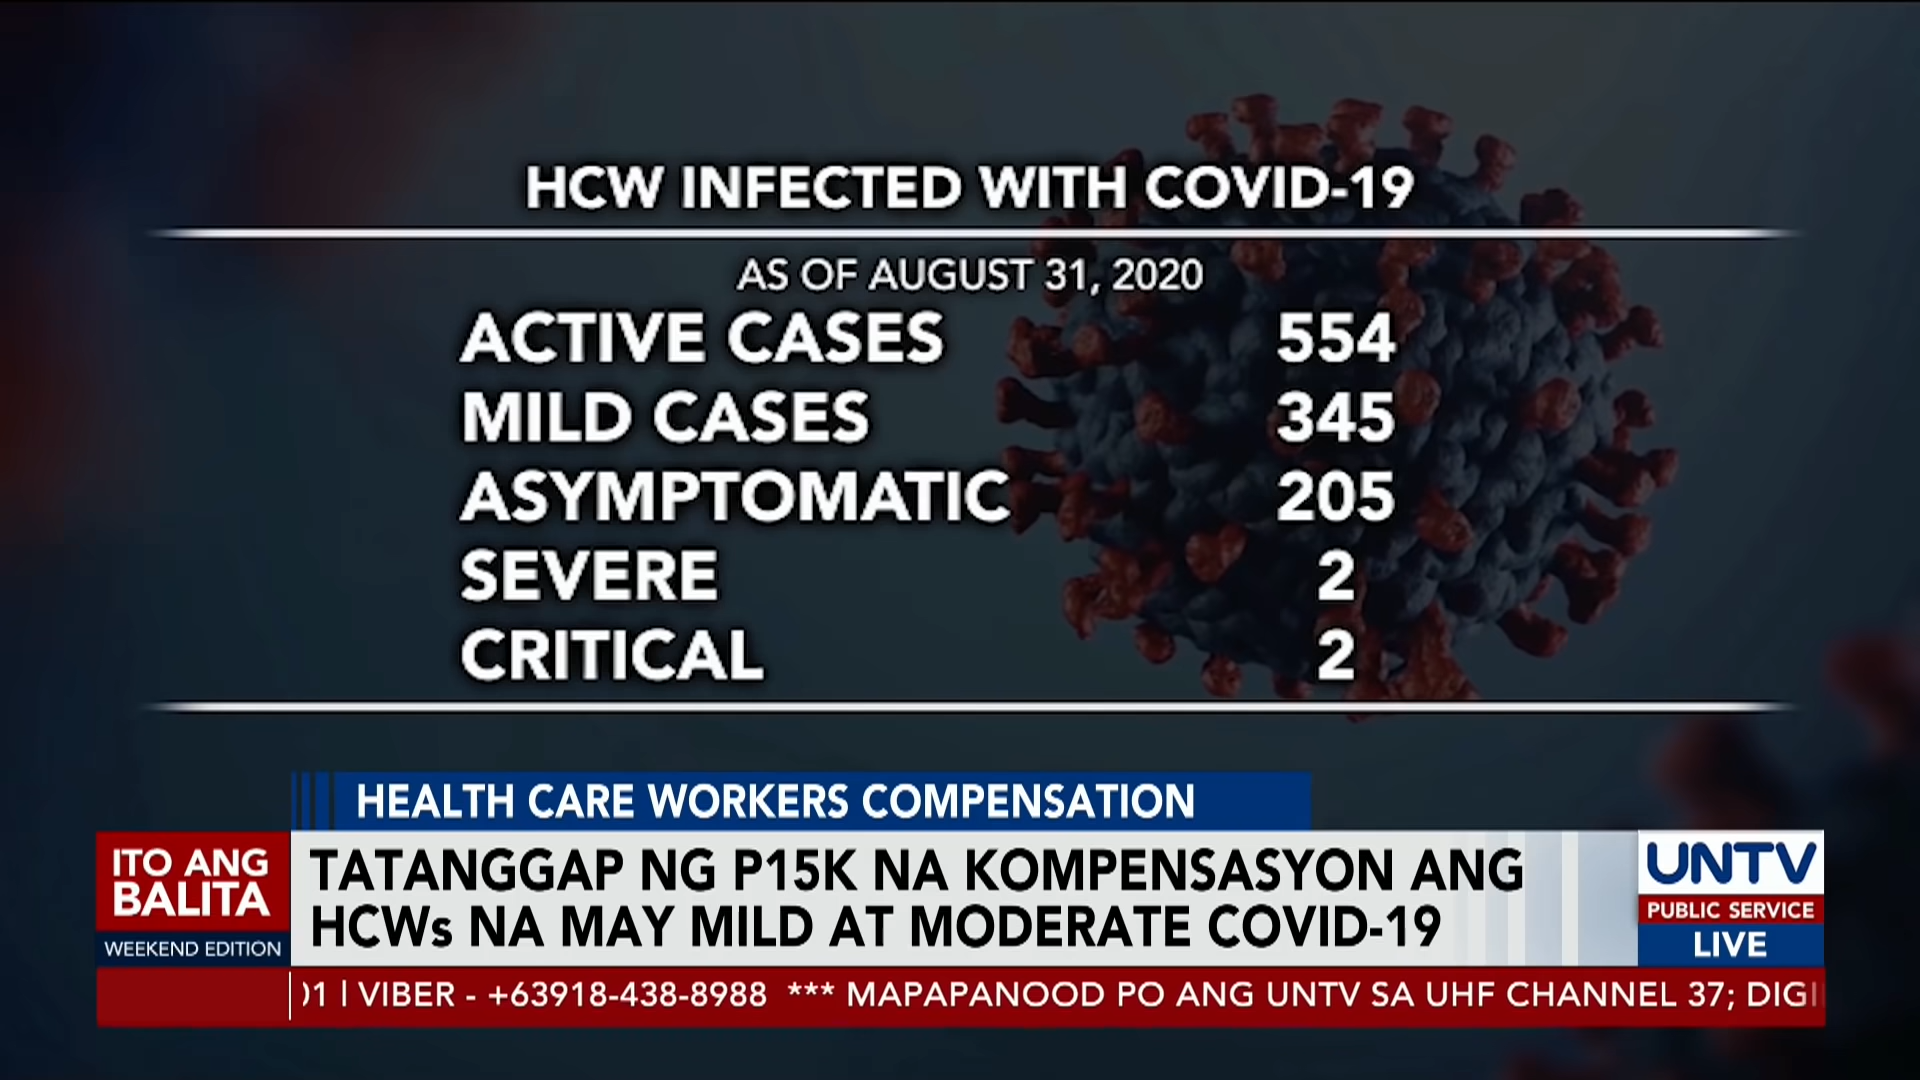 HCW INFECTED WITH COVID-19
AS OF AUGUST 31, 2020
ACTIVE CASES 554
MILD CASES 345
ASYMPTOMATIC 205
SEVERE 2
CRITICAL 2
HEALTH CARE WORKERS COMPENSATION
ITO ANG
BALITA
WEEKEND EDITION
TATANGGAP NG P15K NA KOMPENSASYON ANG
HCWs NA MAY MILD AT MODERATE COVID-19
UNTV
PUBLIC SERVICE
LIVE
01 | VIBER - +63918-438-8988 *** MAPAPANOOD PO ANG UNTV SA UHF CHANNEL 37; DIGI